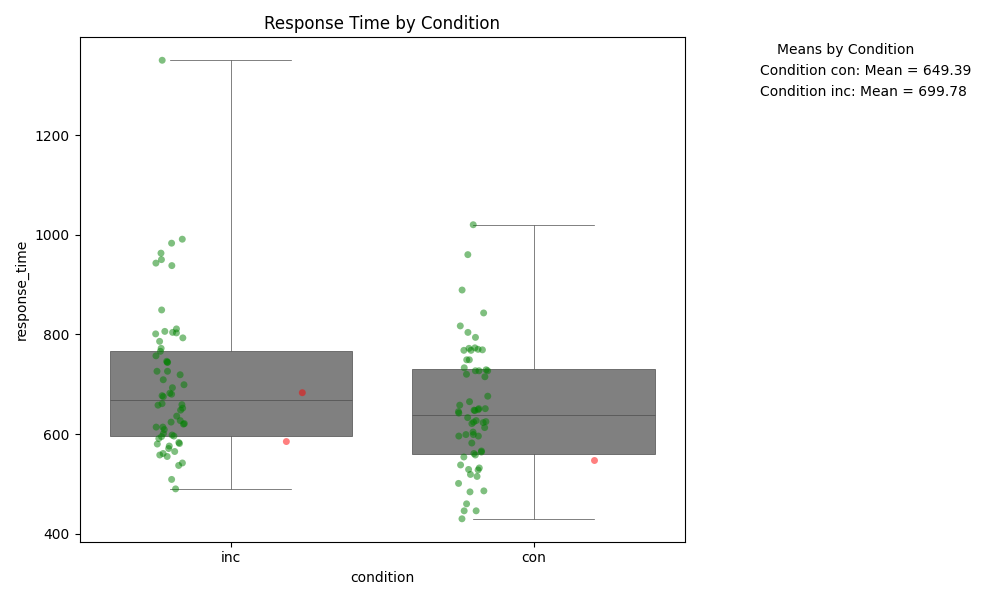 Response Time by Condition
Means by Condition
Condition con: Mean = 649.39
Condition inc: Mean = 699.78
response_time
1200
1000
800
600
400
inc
con
condition